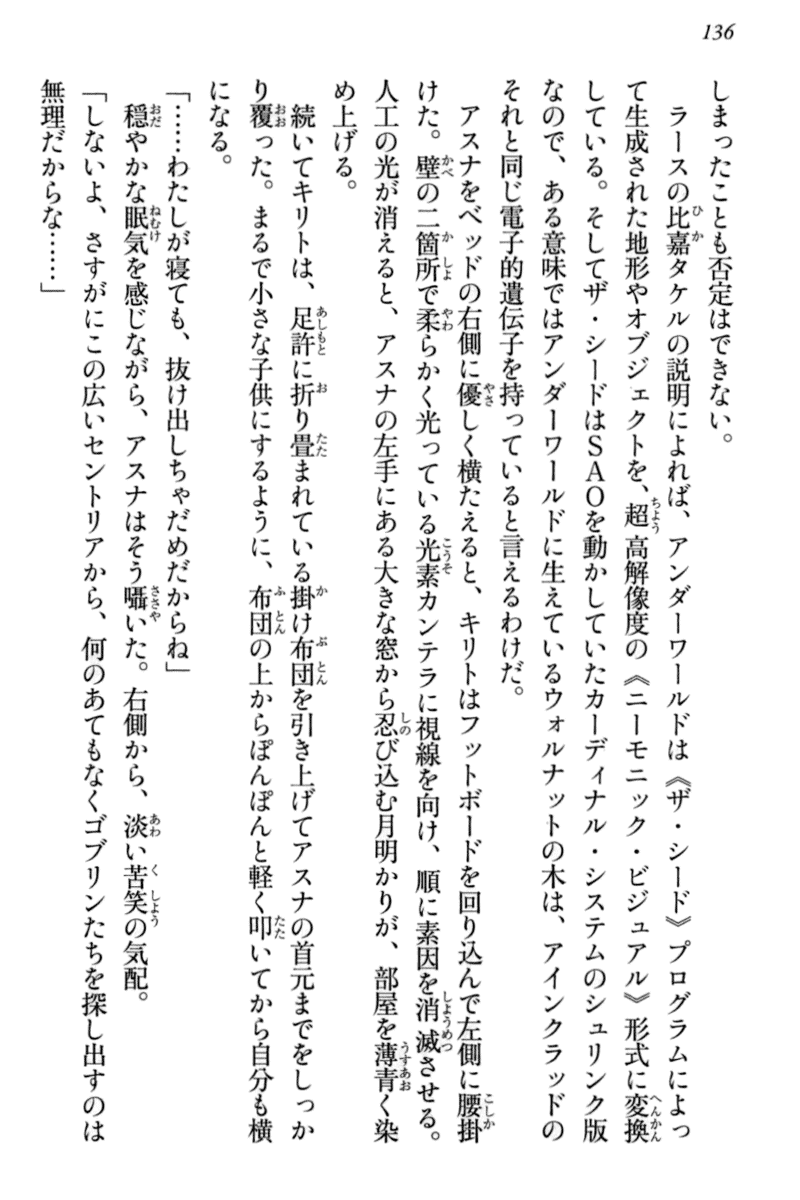 136
しまったことも否定はできない。
ラースの比嘉タケルの説明によれば、アンダーワールドは《ザ・シード》プログラムによっ
て生成された地形やオブジェクトを、超高解像度の《ニーモニック・ビジュアル》形式に変換
している。そしてザ・シードはSAOを動かしていたカーディナル・システムのシュリンク版
なので、ある意味ではアンダーワールドに生えているウォルナットの木は、アインクラッドの
それと同じ電子的遺伝子を持っていると言えるわけだ。
アスナをベッドの右側に優しく横たえると、キリトはフットボードを回り込んで左側に腰掛
けた。壁の二箇所で柔らかく光っている光素カンテラに視線を向け、順に素因を消滅させる。
人工の光が消えると、アスナの左手にある大きな窓から忍び込む月明かりが、部屋を薄青く染
め上げる。
続いてキリトは、足許に折り畳まれている掛け布団を引き上げてアスナの首元までをしっか
り覆った。まるで小さな子供にするように、布団の上からぽんぽんと軽く叩いてから自分も横
になる。
「……わたしが寝ても、抜け出しちゃだめだからね」
穏やかな眠気を感じながら、アスナはそう囁いた。右側から、淡い苦笑の気配。
「しないよ、さすがにこの広いセントリアから、何のあてもなくゴブリンたちを探し出すのは
無理だからな……」